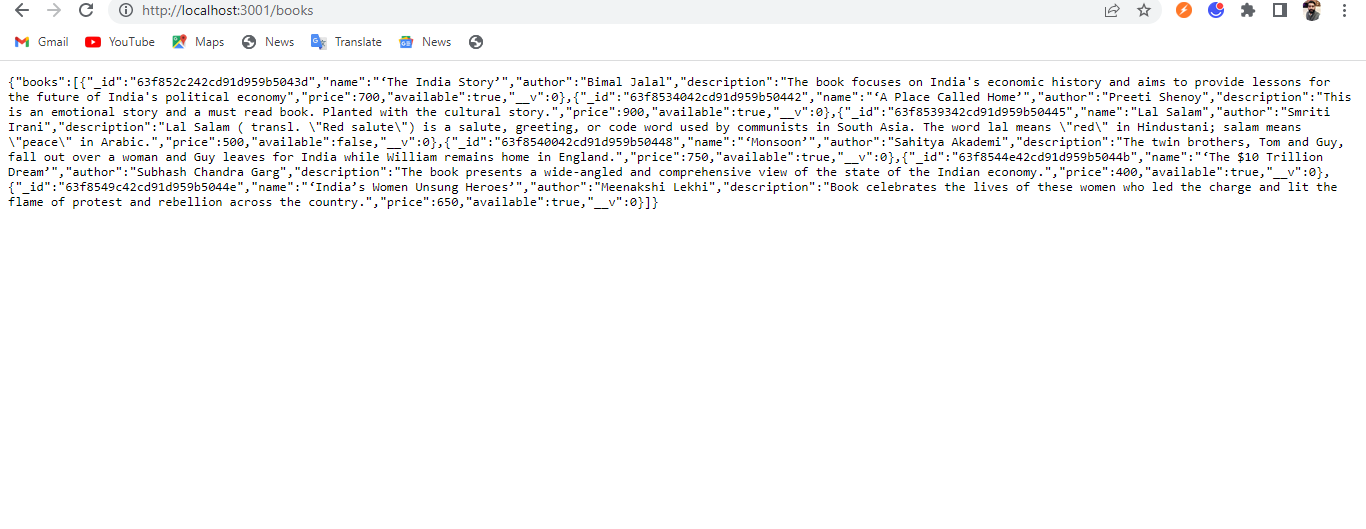 http://localhost:3001/books
Gmail YouTube Maps News Translate News
{"books":[{"_id":"63f852c242cd91d959b5043d","name":"‘The India Story’","author":"Bimal Jalal","description":"The book focuses on India's economic history and aims to provide lessons for
the future of India's political economy","price":700,"available":true,"__v":0},{"_id":"63f8534042cd91d959b50442","name":"‘A Place Called Home’","author":"Preeti Shenoy","description":"This
is an emotional story and a must read book. Planted with the cultural story.","price":900,"available":true,"__v":0},{"_id":"63f8539342cd91d959b50445","name":"Lal Salam","author":"Smriti
Irani","description":"Lal Salam ( transl. \"Red salute\") is a salute, greeting, or code word used by communists in South Asia. The word lal means \"red\" in Hindustani; salam means
\"peace\" in Arabic.","price":500,"available":false,"__v":0},{"_id":"63f8540042cd91d959b50448","name":"‘Monsoon’","author":"Sahitya Akademi","description":"The twin brothers, Tom and Guy,
fall out over a woman and Guy leaves for India while William remains home in England.","price":750,"available":true,"__v":0},{"_id":"63f8544e42cd91d959b5044b","name":"‘The $10 Trillion
Dream’","author":"Subhash Chandra Garg","description":"The book presents a wide-angled and comprehensive view of the state of the Indian economy.","price":400,"available":true,"__v":0},
{"_id":"63f8549c42cd91d959b5044e","name":"‘India’s Women Unsung Heroes’","author":"Meenakshi Lekhi","description":"Book celebrates the lives of these women who led the charge and lit the
flame of protest and rebellion across the country.","price":650,"available":true,"__v":0}]}